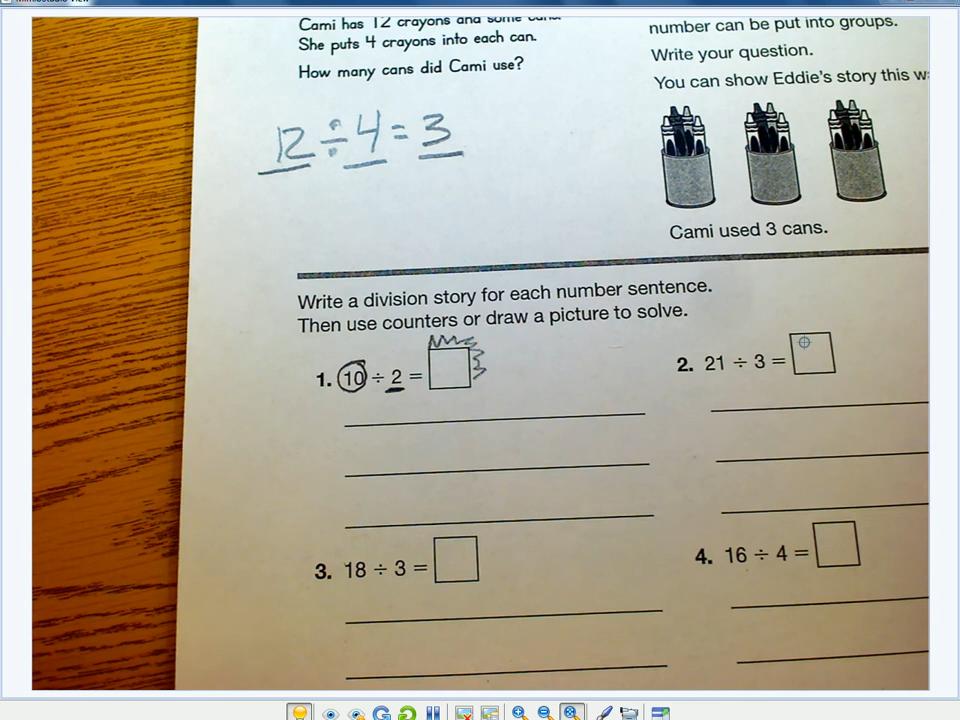 Cami has 12 crayons and some
She puts 4 crayons into each can.
How many cans did Cami use?
12 ÷ 4 = 3
number can be put into groups.
Write your question.
You can show Eddie's story this
Cami used 3 cans.
Write a division story for each number sentence.
Then use counters or draw a picture to solve.
1. 10 ÷ 2 =
2. 21 ÷ 3 =
3. 18 ÷ 3 =
4. 16 ÷ 4 =